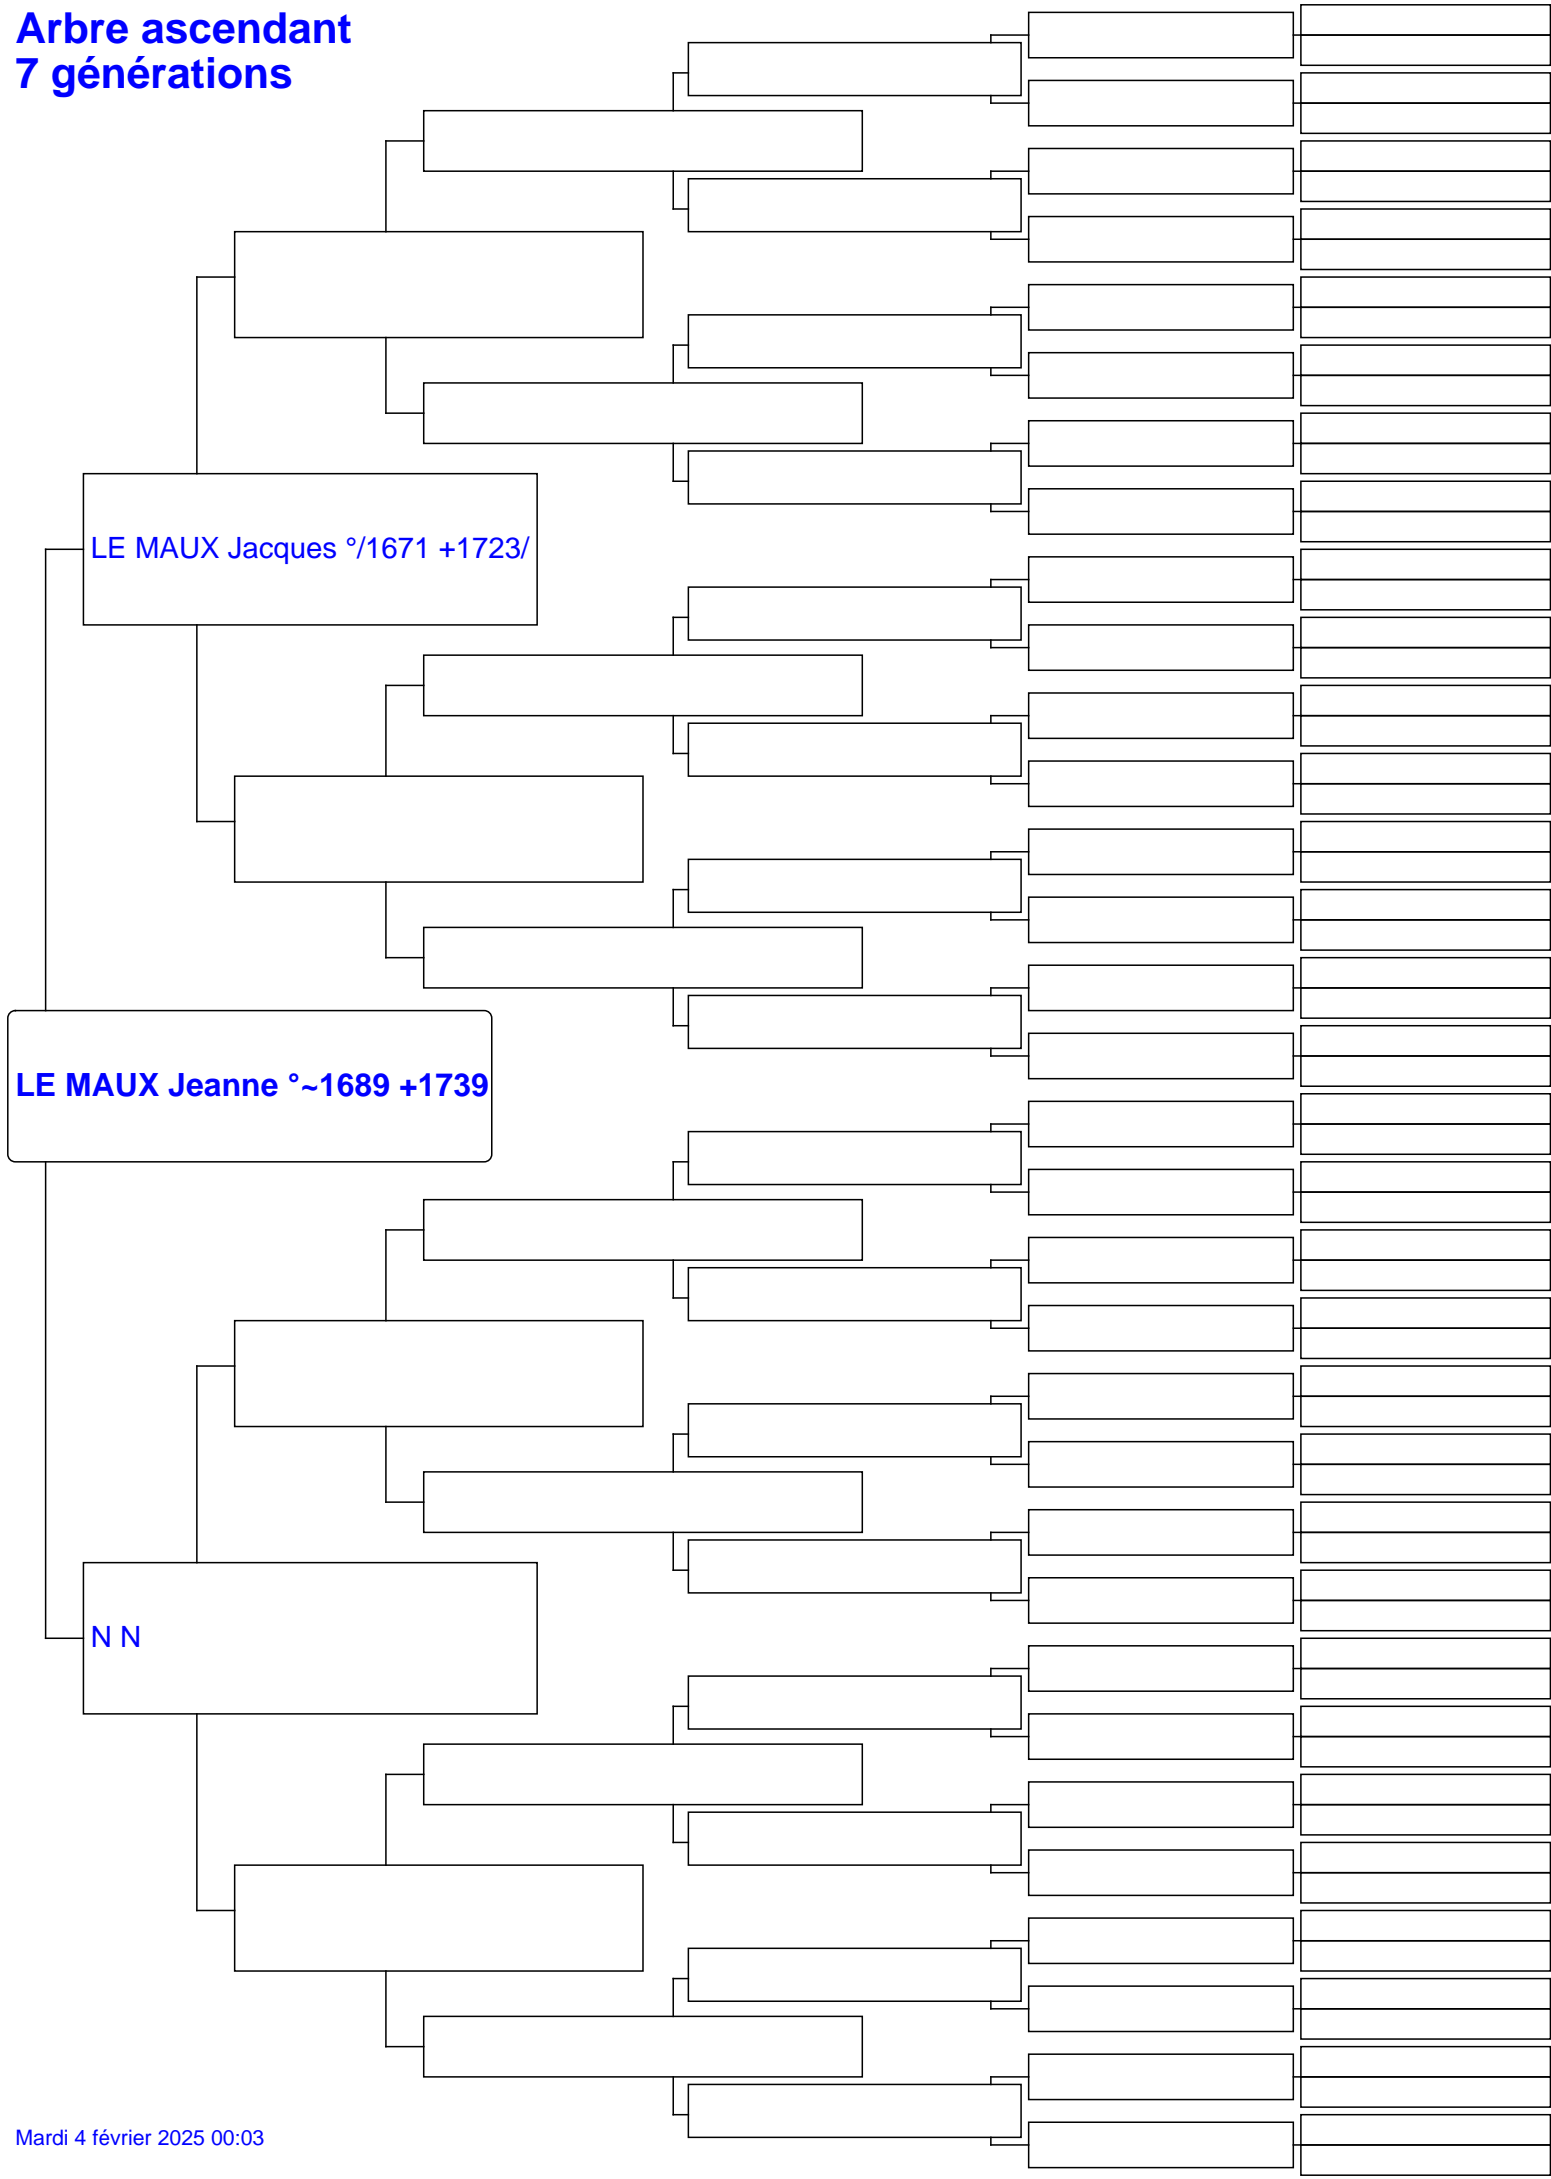 Arbre ascendant
7 générations
LE MAUX Jacques °/1671 +1723/
LE MAUX Jeanne °~1689 +1739
N N
Mardi 4 février 2025 00:03